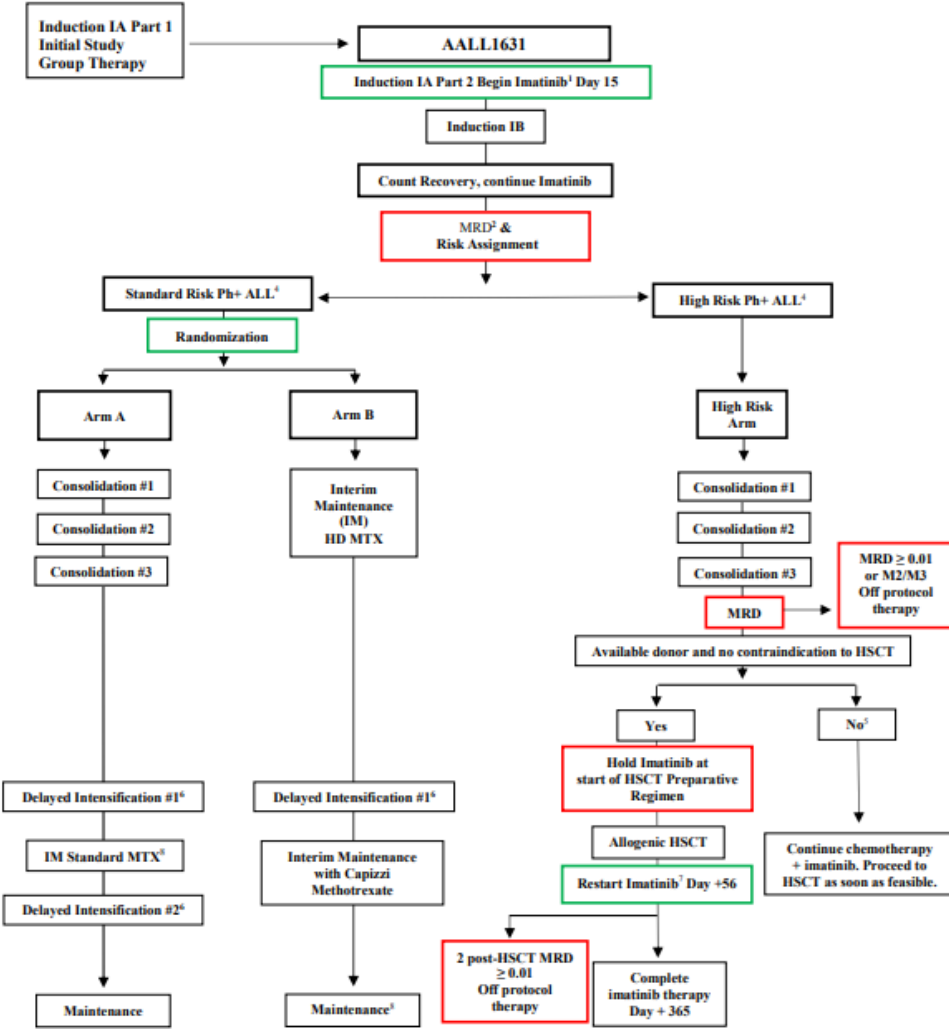 Induction IA Part 1
Initial Study
Group Therapy
AALL1631
Induction IA Part 2 Begin Imatinib¹ Day 15
Induction IB
Count Recovery, continue Imatinib
MRD² &
Risk Assignment
Standard Risk Ph+ ALL⁴
High Risk Ph+ ALL⁴
Randomization
Arm A
Arm B
High Risk
Arm
Consolidation #1
Consolidation #2
Consolidation #3
Interim
Maintenance
(IM)
HD MTX
Consolidation #1
Consolidation #2
Consolidation #3
MRD
MRD ≥ 0.01
or M2/M3
Off protocol
therapy
Available donor and no contraindication to HSCT
Yes
No⁵
Hold Imatinib at
start of HSCT Preparative
Regimen
Delayed Intensification #1⁶
Delayed Intensification #1⁶
Allogenic HSCT
Continue chemotherapy
+ imatinib. Proceed to
HSCT as soon as feasible.
IM Standard MTX⁸
Interim Maintenance
with Capizzi
Methotrexate
Restart Imatinib⁷ Day +56
Delayed Intensification #2⁶
2 post-HSCT MRD
≥ 0.01
Off protocol
therapy
Complete
imatinib therapy
Day + 365
Maintenance
Maintenance⁸